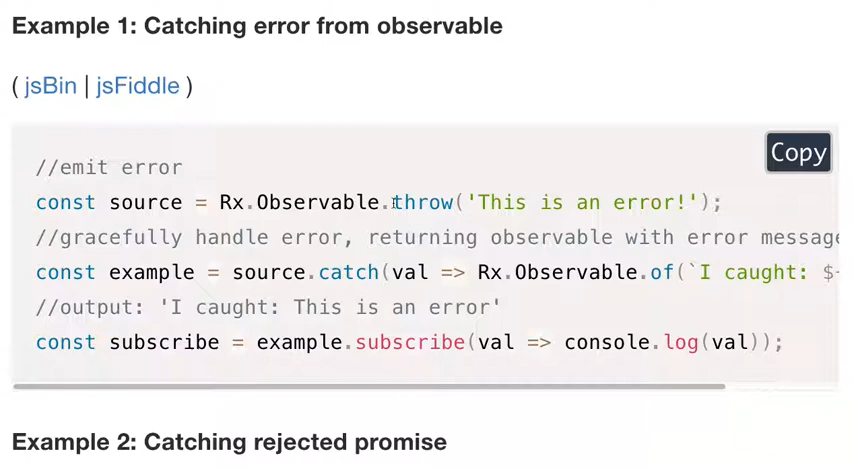 Example 1: Catching error from observable
( jsBin | jsFiddle )
Copy
//emit error
const source = Rx.Observable.throw('This is an error!');
//gracefully handle error, returning observable with error message
const example = source.catch(val => Rx.Observable.of(`I caught: $
//output: 'I caught: This is an error'
const subscribe = example.subscribe(val => console.log(val));
Example 2: Catching rejected promise